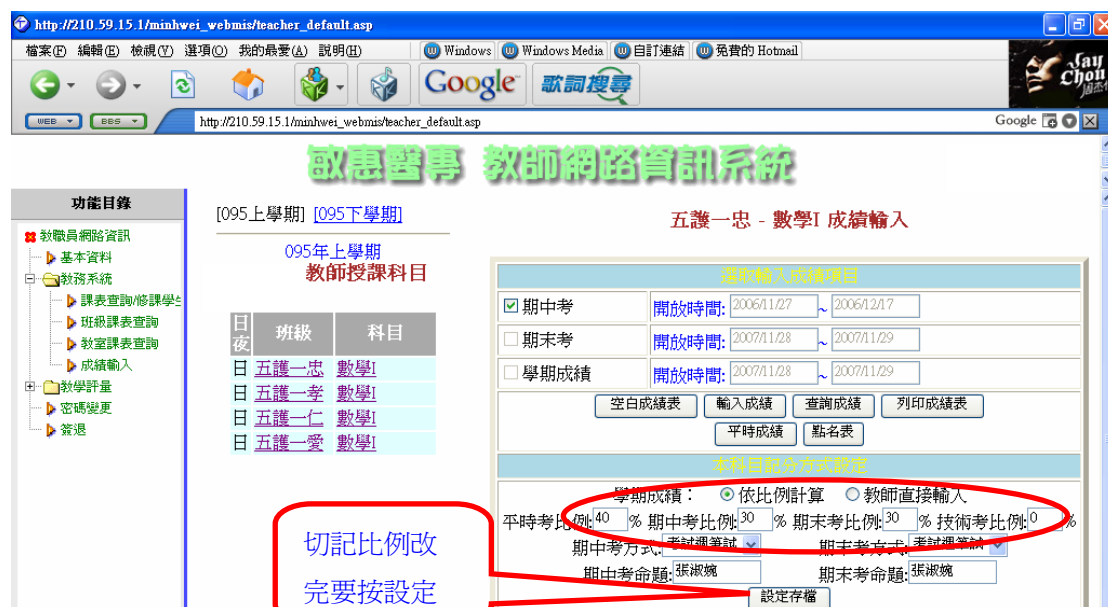 http://210.59.15.1/minhwei_webmis/teacher_default.asp
檔案(F) 編輯(E) 檢視(V) 選項(O) 我的最愛(A) 說明(H) Windows Windows Media 自訂連結 免費的 Hotmail
Google 歌詞搜尋
Jay Chou 周杰
WEB BBS http://210.59.15.1/minhwei_webmis/teacher_default.asp Google
敏惠醫專 教師網路資訊系統
功能目錄
教職員網路資訊
基本資料
教務系統
課表查詢/修課學生
班級課表查詢
教室課表查詢
成績輸入
教學評量
密碼變更
簽退
[095上學期] [095下學期]
095年上學期
教師授課科目
日夜 班級 科目
日 五護一忠 數學I
日 五護一孝 數學I
日 五護一仁 數學I
日 五護一愛 數學I
五護一忠 - 數學I 成績輸入
選取輸入成績項目
期中考 開放時間: 2006/11/27 ~ 2006/12/17
期末考 開放時間: 2007/11/28 ~ 2007/11/29
學期成績 開放時間: 2007/11/28 ~ 2007/11/29
空白成績表 輸入成績 查詢成績 列印成績表
平時成績 點名表
本科目記分方式設定
學期成績： 依比例計算 教師直接輸入
平時考比例:40 % 期中考比例:30 % 期末考比例:30 % 技術考比例:0 %
期中考方式:考試週筆試 期末考方式:考試週筆試
期中考命題:張淑婉 期末考命題:張淑婉
設定存檔
切記比例改
完要按設定